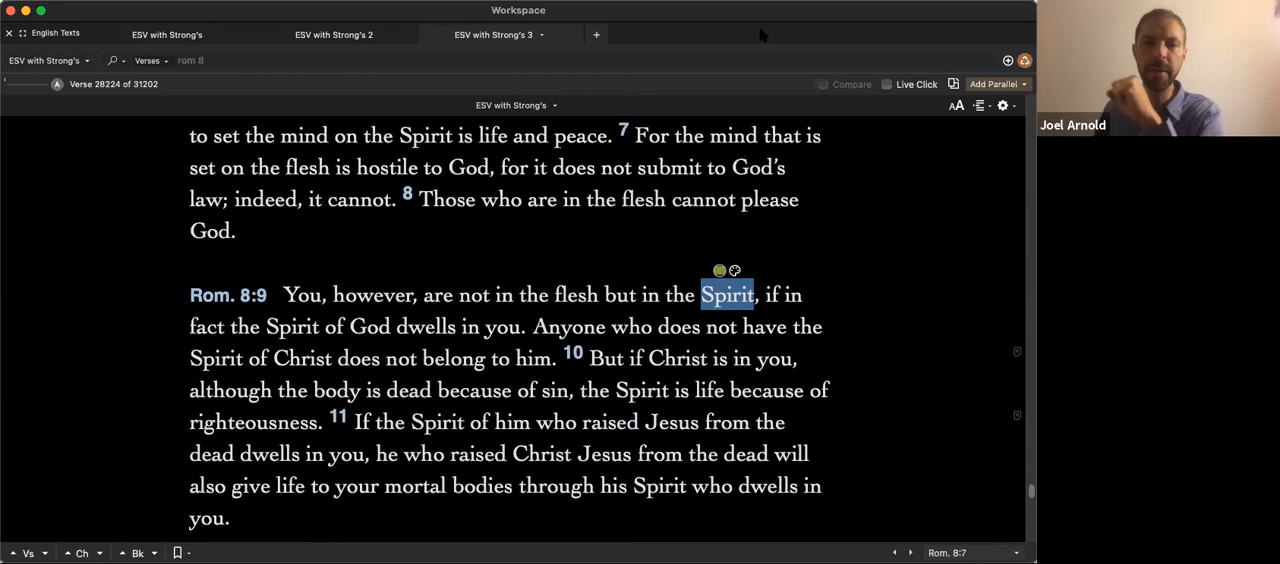 Workspace
English Texts ESV with Strong's ESV with Strong's 2 ESV with Strong's 3 +
ESV with Strong's Verses rom 8
A Verse 28224 of 31202 Compare Live Click Add Parallel
ESV with Strong's AA
to set the mind on the Spirit is life and peace. 7 For the mind that is
set on the flesh is hostile to God, for it does not submit to God's
law; indeed, it cannot. 8 Those who are in the flesh cannot please
God.
Rom. 8:9 You, however, are not in the flesh but in the Spirit, if in
fact the Spirit of God dwells in you. Anyone who does not have the
Spirit of Christ does not belong to him. 10 But if Christ is in you,
although the body is dead because of sin, the Spirit is life because of
righteousness. 11 If the Spirit of him who raised Jesus from the
dead dwells in you, he who raised Christ Jesus from the dead will
also give life to your mortal bodies through his Spirit who dwells in
you.
Vs Ch Bk Rom. 8:7
Joel Arnold